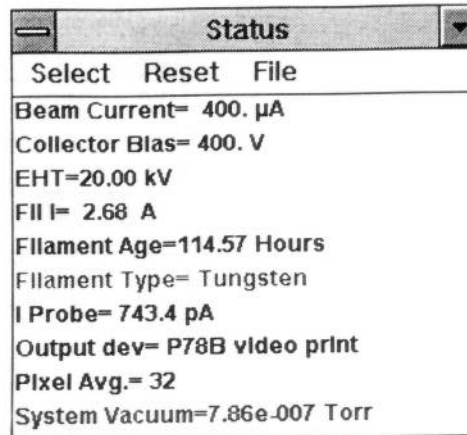 Status
Select Reset File
Beam Current= 400. µA
Collector Bias= 400. V
EHT=20.00 kV
Fil I= 2.68 A
Filament Age=114.57 Hours
Filament Type= Tungsten
I Probe= 743.4 pA
Output dev= P78B video print
Pixel Avg.= 32
System Vacuum=7.86e-007 Torr